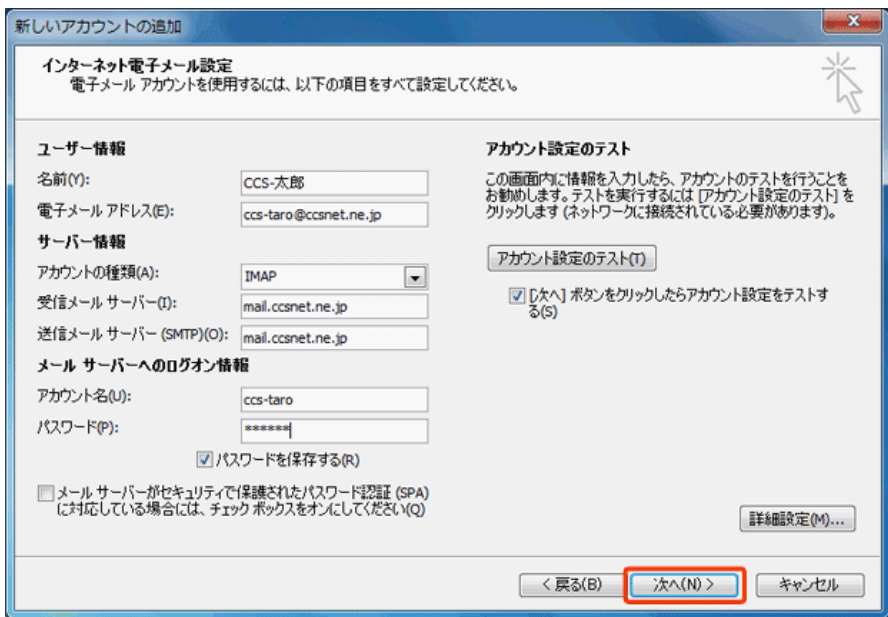 新しいアカウントの追加
インターネット電子メール設定
電子メール アカウントを使用するには、以下の項目をすべて設定してください。
ユーザー情報
名前(Y):
CCS-太郎
電子メール アドレス(E):
ccs-taro@ccsnet.ne.jp
サーバー情報
アカウントの種類(A):
IMAP
受信メール サーバー(I):
mail.ccsnet.ne.jp
送信メール サーバー (SMTP)(O):
mail.ccsnet.ne.jp
メール サーバーへのログオン情報
アカウント名(U):
ccs-taro
パスワード(P):
******
パスワードを保存する(R)
メール サーバーがセキュリティで保護されたパスワード認証 (SPA)
に対応している場合には、チェック ボックスをオンにしてください(Q)
アカウント設定のテスト
この画面内に情報を入力したら、アカウントのテストを行うことを
お勧めします。テストを実行するには [アカウント設定のテスト] を
クリックします (ネットワークに接続されている必要があります)。
アカウント設定のテスト(T)
[次へ] ボタンをクリックしたらアカウント設定をテストす
る(S)
詳細設定(M)...
< 戻る(B)
次へ(N) >
キャンセル